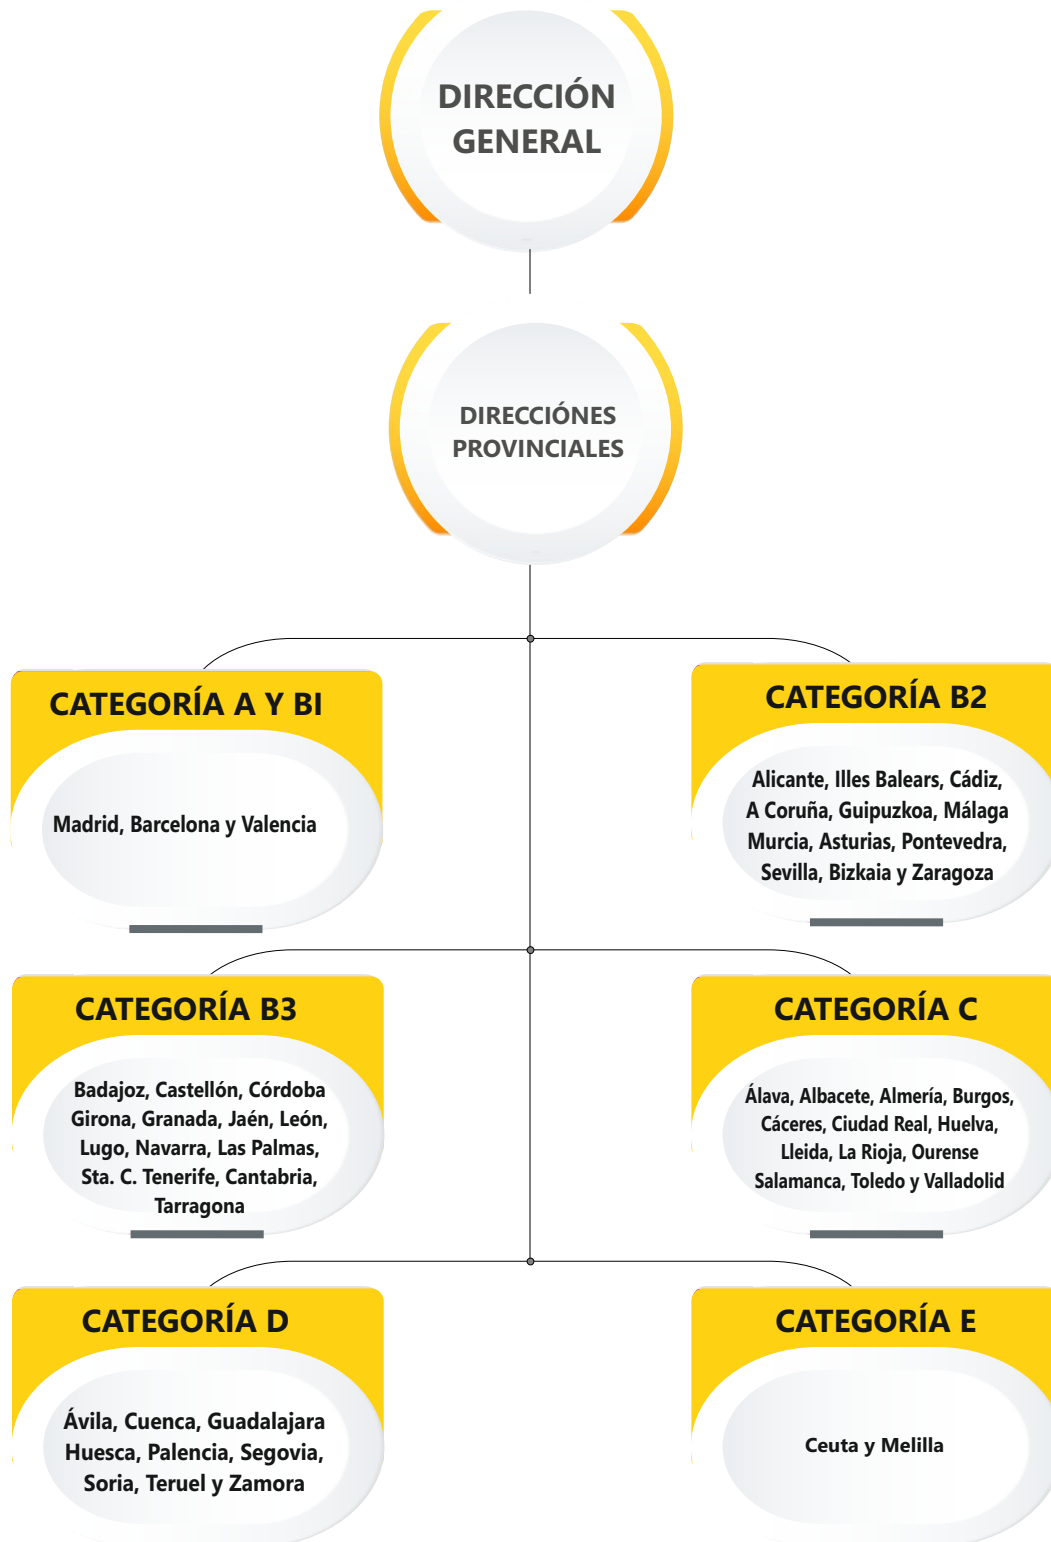 DIRECCIÓN
GENERAL
DIRECCIÓNES
PROVINCIALES
CATEGORÍA A Y BI
Madrid, Barcelona y Valencia
CATEGORÍA B2
Alicante, Illes Balears, Cádiz,
A Coruña, Guipuzkoa, Málaga
Murcia, Asturias, Pontevedra,
Sevilla, Bizkaia y Zaragoza
CATEGORÍA B3
Badajoz, Castellón, Córdoba
Girona, Granada, Jaén, León,
Lugo, Navarra, Las Palmas,
Sta. C. Tenerife, Cantabria,
Tarragona
CATEGORÍA C
Álava, Albacete, Almería, Burgos,
Cáceres, Ciudad Real, Huelva,
Lleida, La Rioja, Ourense
Salamanca, Toledo y Valladolid
CATEGORÍA D
Ávila, Cuenca, Guadalajara
Huesca, Palencia, Segovia,
Soria, Teruel y Zamora
CATEGORÍA E
Ceuta y Melilla